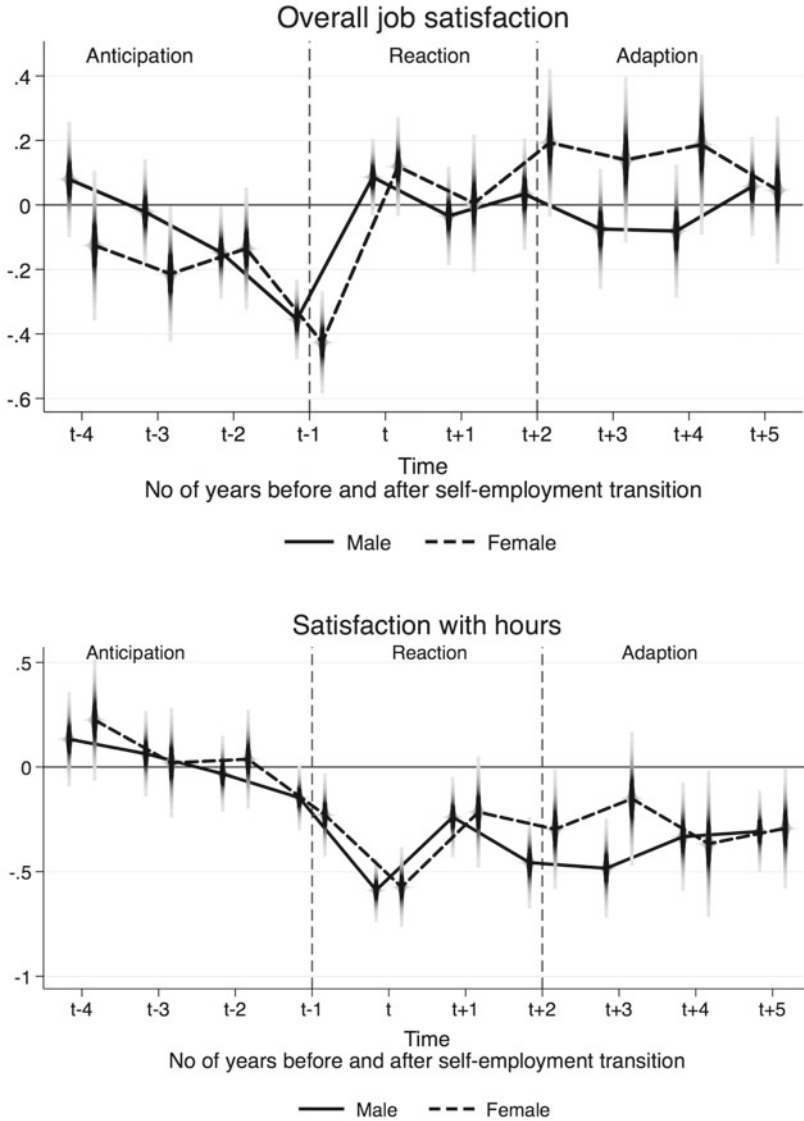 Overall job satisfaction
Anticipation Reaction Adaption
.4
.2
0
-.2
-.4
-.6
t-4 t-3 t-2 t-1 t t+1 t+2 t+3 t+4 t+5
Time
No of years before and after self-employment transition
Male Female
Satisfaction with hours
Anticipation Reaction Adaption
.5
0
-.5
-1
t-4 t-3 t-2 t-1 t t+1 t+2 t+3 t+4 t+5
Time
No of years before and after self-employment transition
Male Female